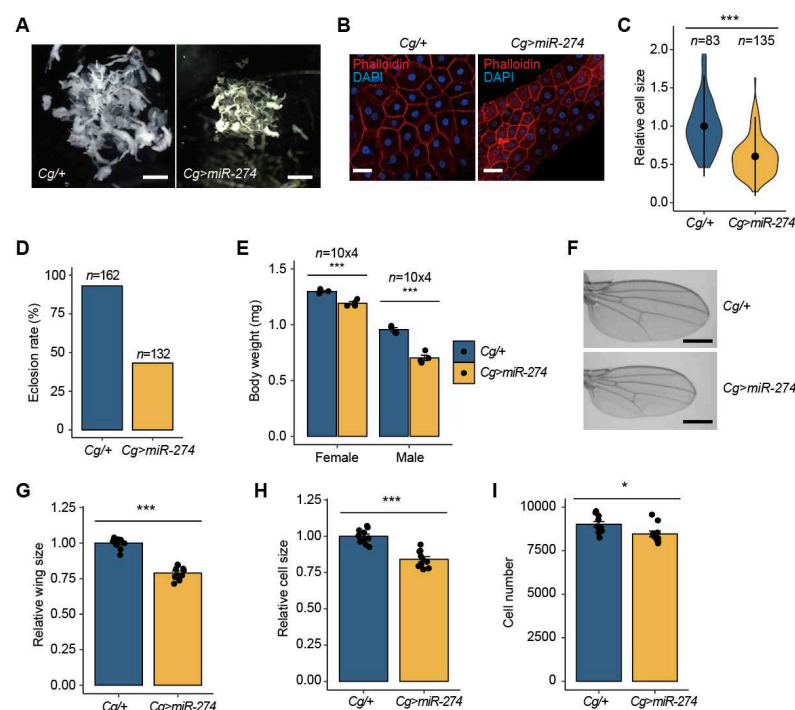 A
Cg/+
Cg>miR-274
B
Cg/+
Cg>miR-274
Phalloidin
DAPI
Phalloidin
DAPI
C
***
n=83
n=135
Relative cell size
2.0
1.5
1.0
0.5
0.0
Cg/+
Cg>miR-274
D
Eclosion rate (%)
100
75
50
25
0
n=162
n=132
Cg/+
Cg>miR-274
E
Body weight (mg)
n=10x4
***
n=10x4
***
1.5
1.0
1.5
0.0
Female
Male
Cg/+
Cg>miR-274
F
Cg/+
Cg>miR-274
G
Relative wing size
***
1.25
1.00
0.75
1.00
0.25
0.00
Cg/+
Cg>miR-274
H
Relative cell size
***
1.25
1.00
0.75
1.00
0.25
0.00
Cg/+
Cg>miR-274
I
Cell number
*
10000
7500
5000
2500
0
Cg/+
Cg>miR-274